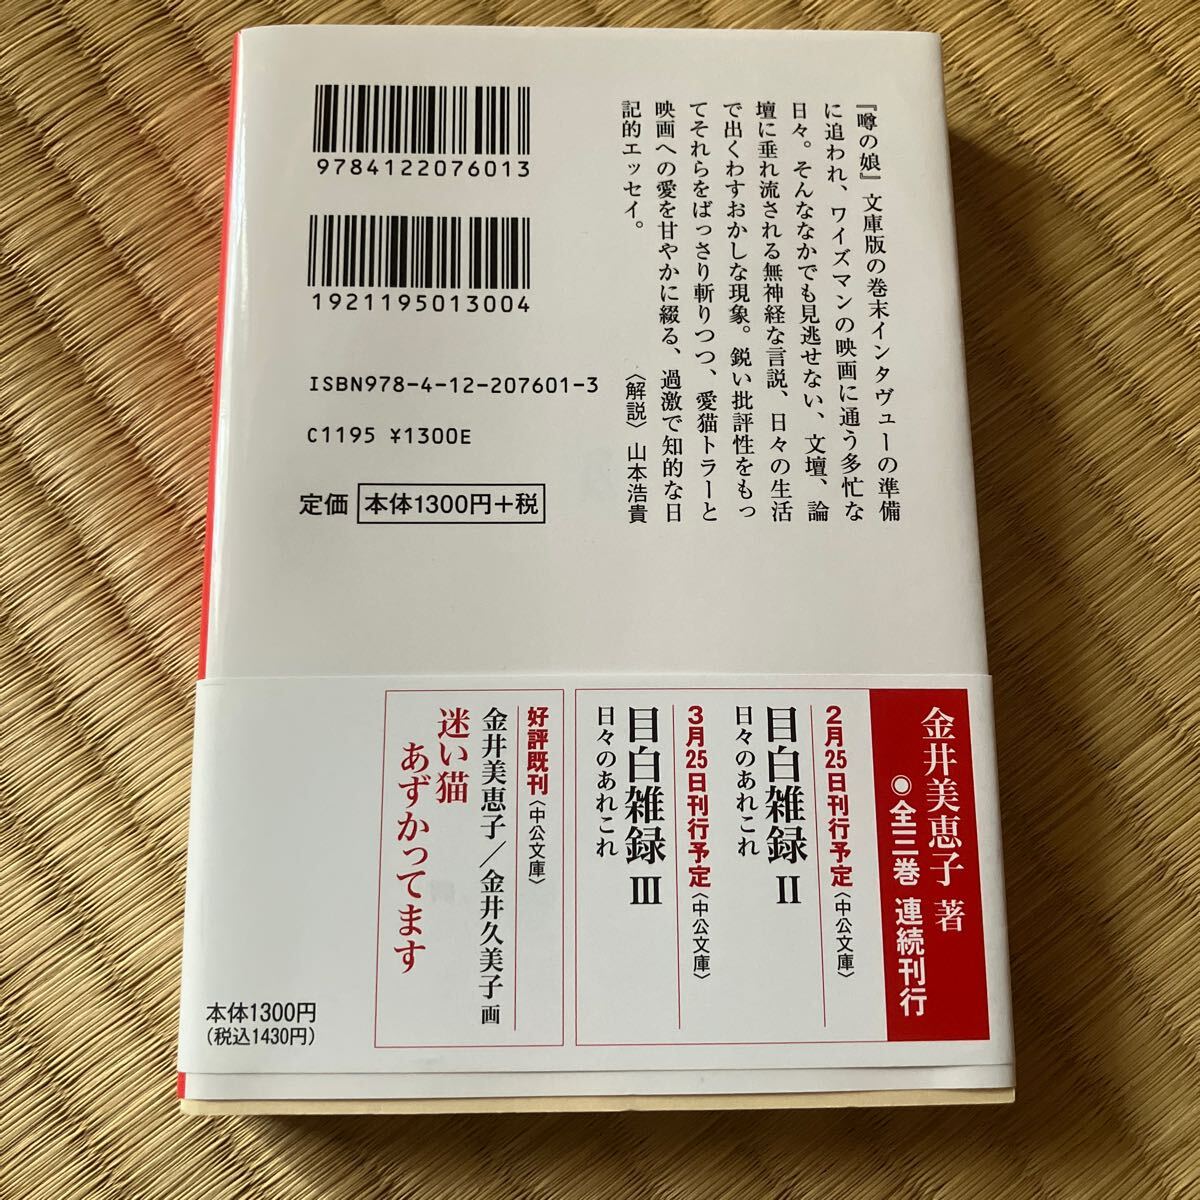 『噂の娘』文庫版の巻末インタヴューの準備
に追われ、ワイズマンの映画に通う多忙な
日々。そんななかでも見逃せない、文壇、論
壇に垂れ流される無神経な言説、日々の生活
で出くわすおかしな現象。鋭い批評性をもっ
てそれらをばっさり斬りつつ、愛猫トラーと
映画への愛を甘やかに綴る、過激で知的な日
記的エッセイ。
〈解説〉山本浩貴
9784122076013
1921195013004
ISBN978-4-12-207601-3
C1195 ¥1300E
定価 本体1300円+税
金井美恵子 著
◉全三巻 連続刊行
2月25日刊行予定〈中公文庫〉
目白雑録 II
日々のあれこれ
3月25日刊行予定〈中公文庫〉
目白雑録 III
日々のあれこれ
好評既刊〈中公文庫〉
金井美恵子/金井久美子 画
迷い猫
あずかってます
本体1300円
(税込1430円)